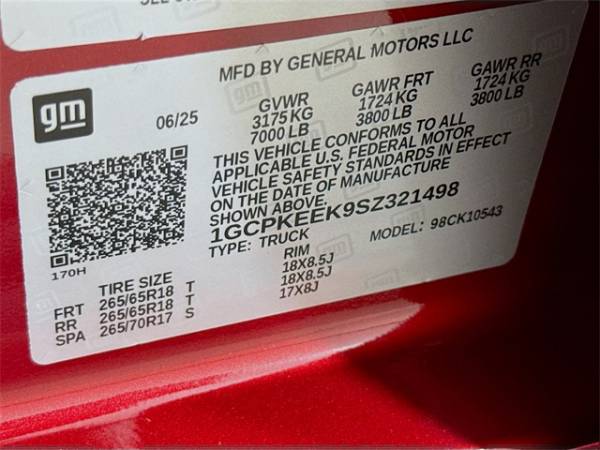 MFD BY GENERAL MOTORS LLC
gm
06/25
GVWR GAWR FRT GAWR RR
3175 KG 1724 KG 1724 KG
7000 LB 3800 LB 3800 LB
THIS VEHICLE CONFORMS TO ALL
APPLICABLE U.S. FEDERAL MOTOR
VEHICLE SAFETY STANDARDS IN EFFECT
ON THE DATE OF MANUFACTURE
SHOWN ABOVE.
1GCPKEEK9SZ321498
TYPE: TRUCK MODEL: 98CK10543
170H
TIRE SIZE RIM
FRT 265/65R18 T 18X8.5J
RR 265/65R18 T 18X8.5J
SPA 265/70R17 S 17X8J